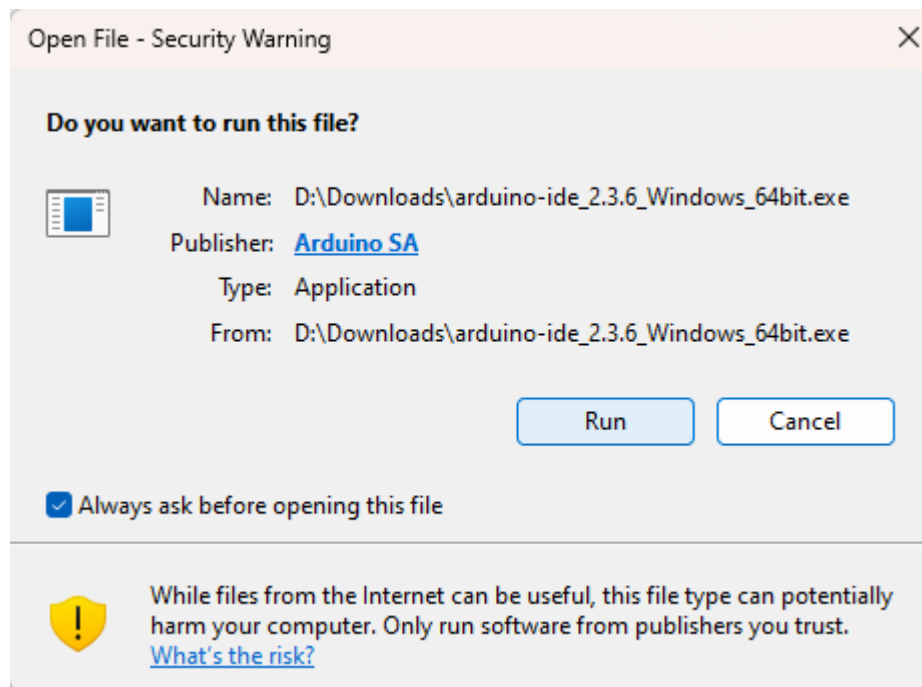 Open File - Security Warning
Do you want to run this file?
Name: D:\Downloads\arduino-ide_2.3.6_Windows_64bit.exe
Publisher: Arduino SA
Type: Application
From: D:\Downloads\arduino-ide_2.3.6_Windows_64bit.exe
Run Cancel
Always ask before opening this file
While files from the Internet can be useful, this file type can potentially
harm your computer. Only run software from publishers you trust.
What's the risk?